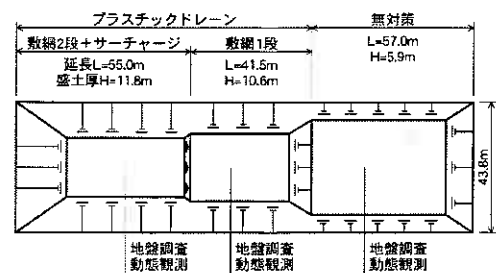 プラスチックドレーン
無対策
敷網2段+サーチャージ
敷網1段
L=57.0m
H=5.9m
延長L=55.0m
盛土厚H=11.8m
L=41.5m
H=10.6m
43.8m
地盤調査
動態観測
地盤調査
動態観測
地盤調査
動態観測